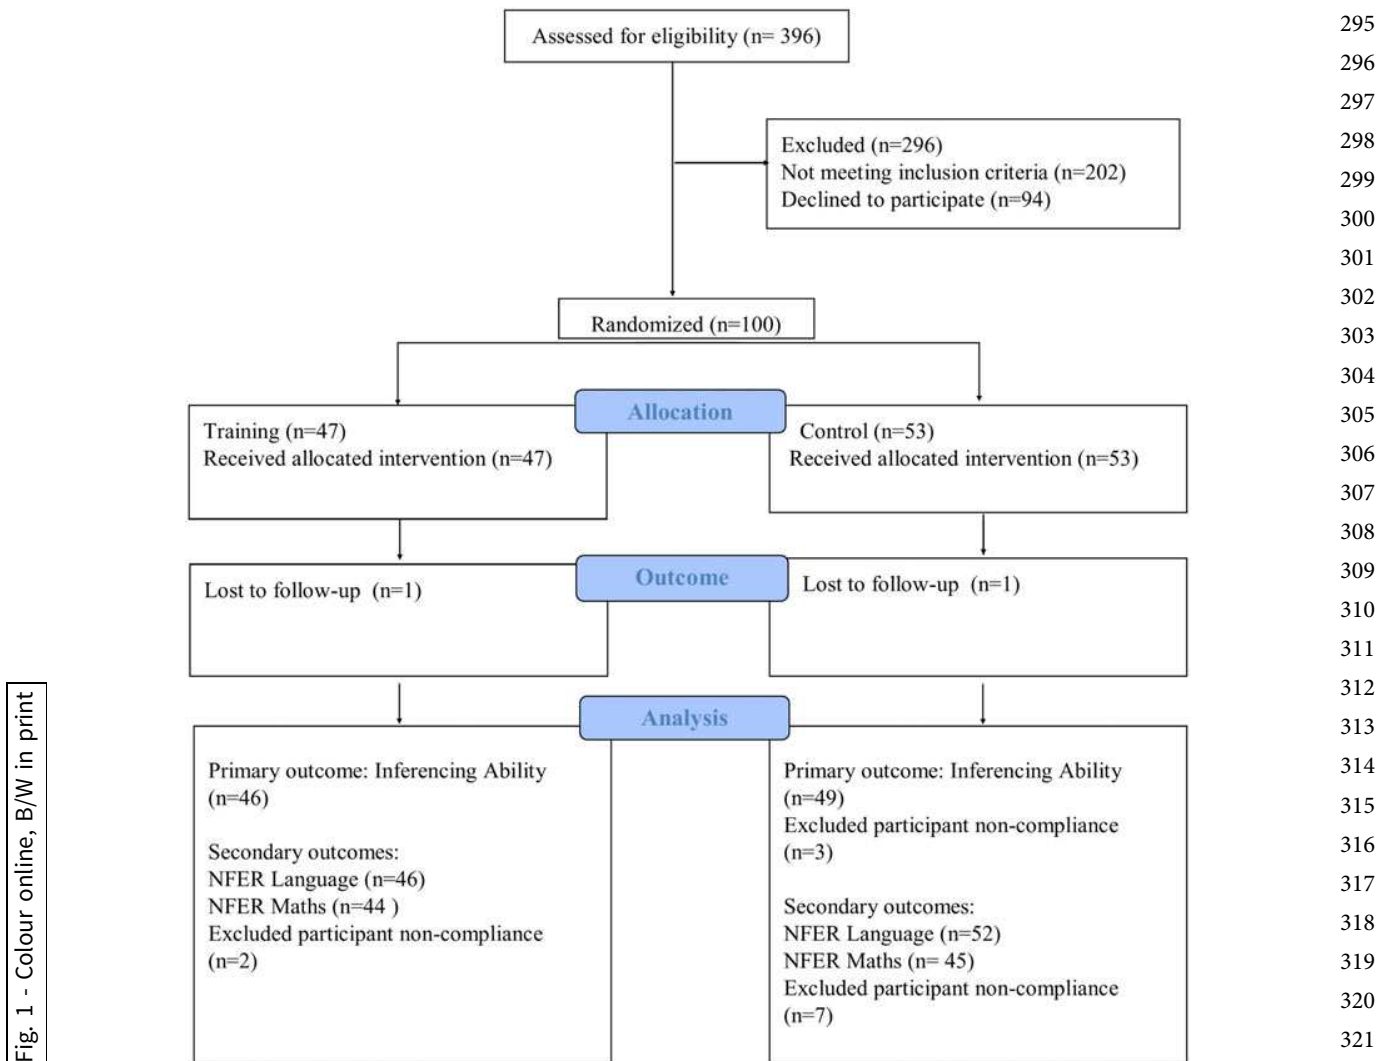 Assessed for eligibility (n= 396)
Excluded (n=296)
Not meeting inclusion criteria (n=202)
Declined to participate (n=94)
Randomized (n=100)
Allocation
Training (n=47)
Received allocated intervention (n=47)
Control (n=53)
Received allocated intervention (n=53)
Outcome
Lost to follow-up  (n=1)
Lost to follow-up  (n=1)
Analysis
Primary outcome: Inferencing Ability
(n=46)
Secondary outcomes:
NFER Language (n=46)
NFER Maths (n=44 )
Excluded participant non-compliance
(n=2)
Primary outcome: Inferencing Ability
(n=49)
Excluded participant non-compliance
(n=3)
Secondary outcomes:
NFER Language (n=52)
NFER Maths (n= 45)
Excluded participant non-compliance
(n=7)
Fig. 1 - Colour online, B/W in print
295
296
297
298
299
300
301
302
303
304
305
306
307
308
309
310
311
312
313
314
315
316
317
318
319
320
321